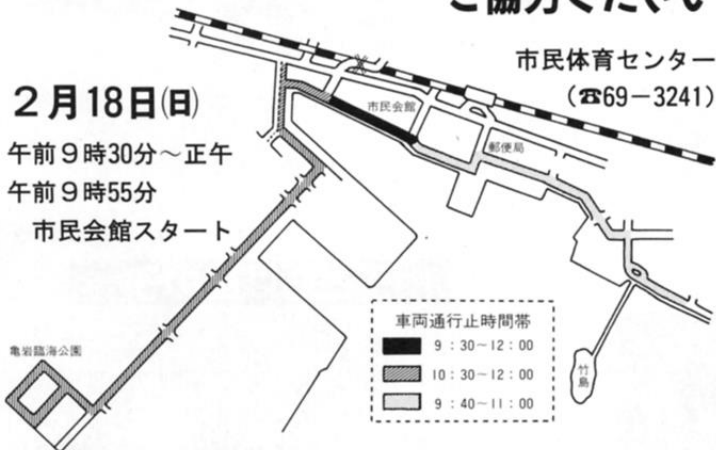 ご協力ください
市民体育センター
（☎69－3241）
2月18日(日)
午前9時30分～正午
午前9時55分
市民会館スタート
市民会館
郵便局
亀岩臨海公園
竹島
車両通行止時間帯
9：30～12：00
10：30～12：00
9：40～11：00